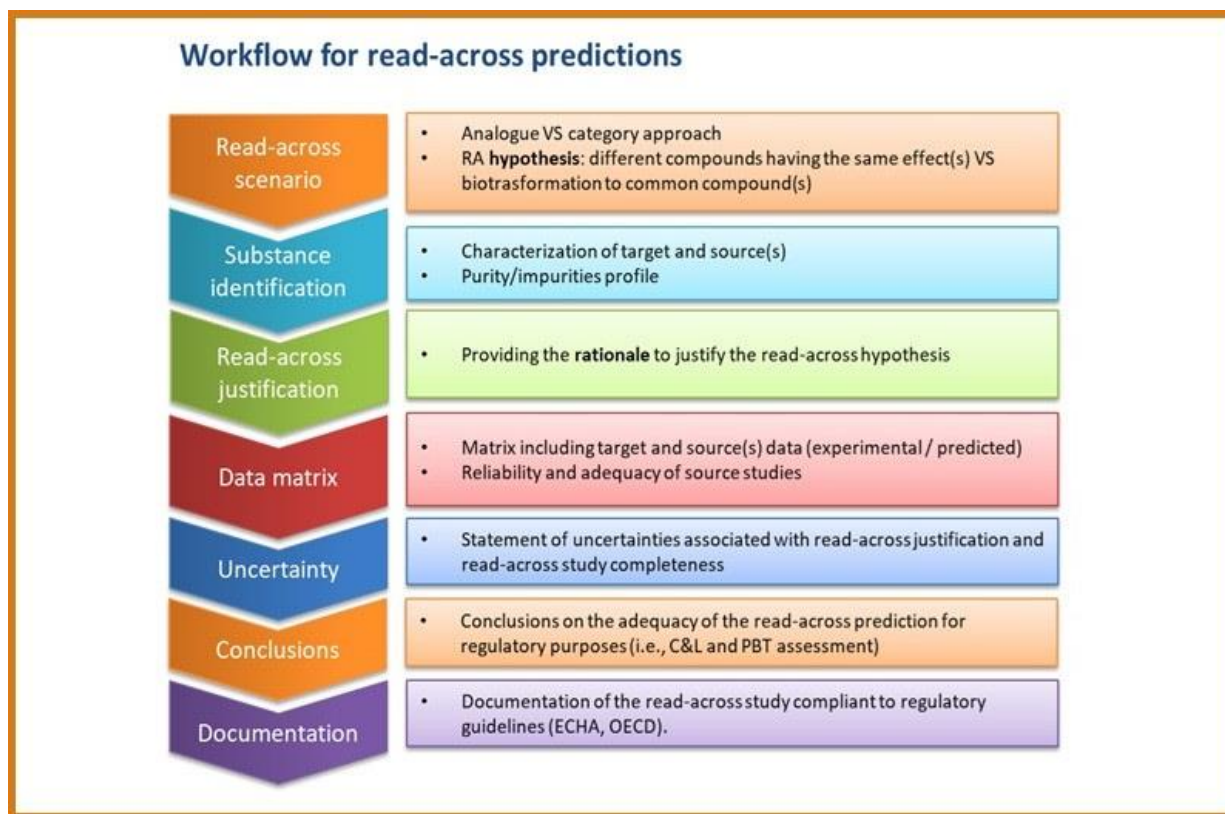 Workflow for read-across predictions
Read-across
scenario
• Analogue VS category approach
• RA hypothesis: different compounds having the same effect(s) VS
biotrasformation to common compound(s)
Substance
identification
• Characterization of target and source(s)
• Purity/impurities profile
Read-across
justification
• Providing the rationale to justify the read-across hypothesis
Data matrix
• Matrix including target and source(s) data (experimental / predicted)
• Reliability and adequacy of source studies
Uncertainty
• Statement of uncertainties associated with read-across justification and
read-across study completeness
Conclusions
• Conclusions on the adequacy of the read-across prediction for
regulatory purposes (i.e., C&L and PBT assessment)
Documentation
• Documentation of the read-across study compliant to regulatory
guidelines (ECHA, OECD).